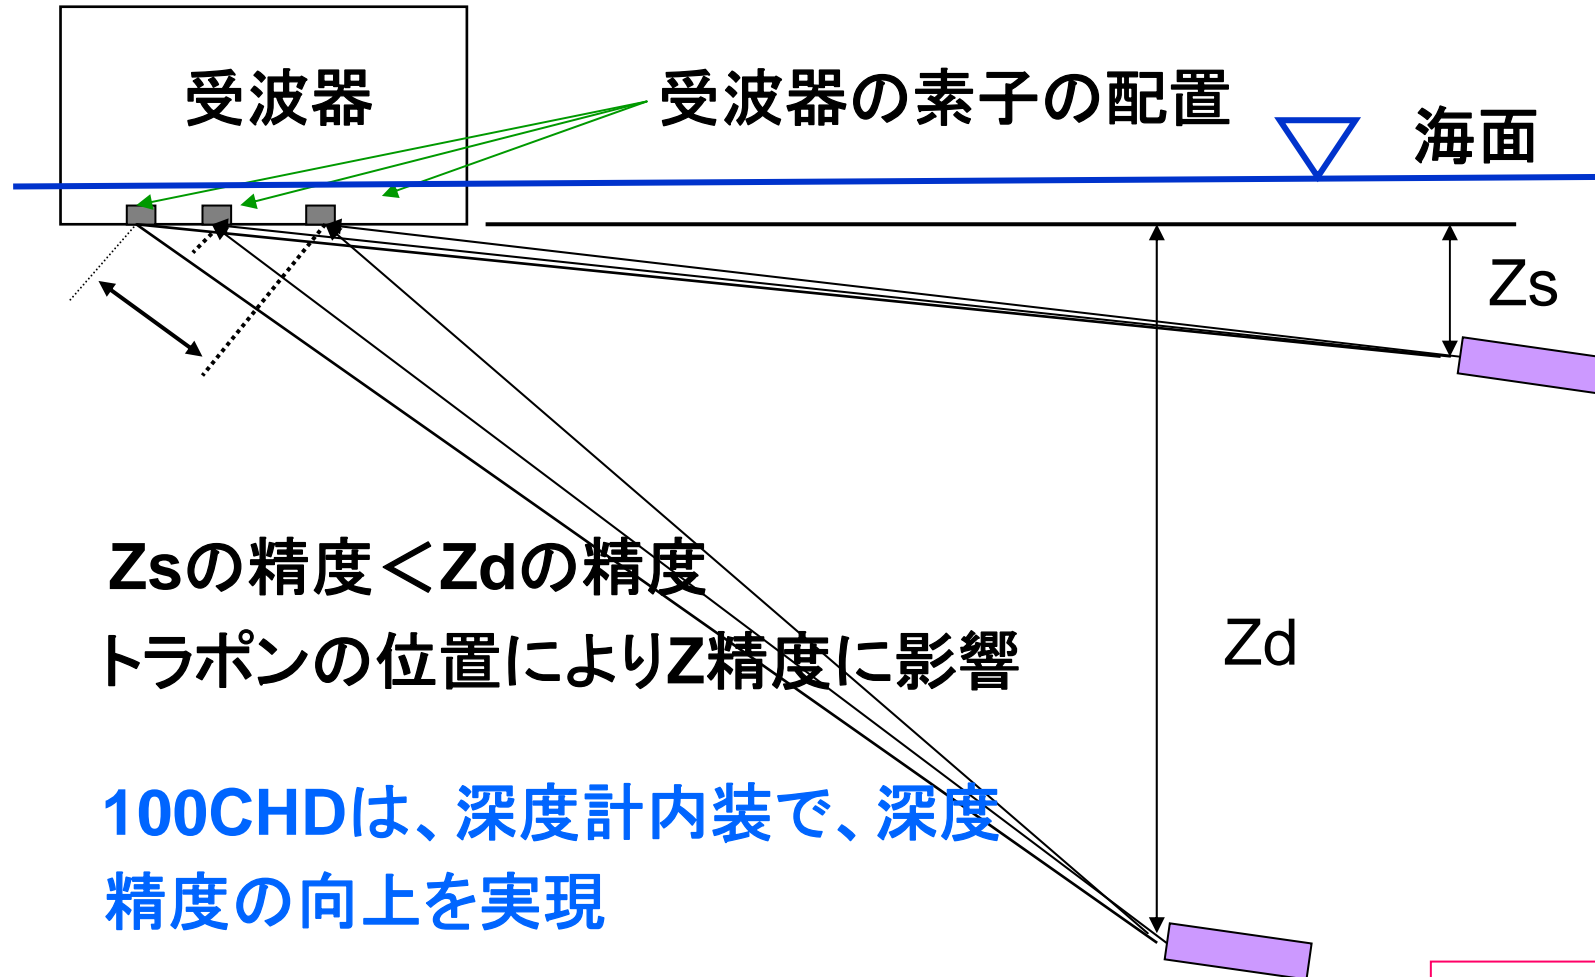 受波器
受波器の素子の配置
海面
Zs
Zsの精度＜Zdの精度
トラポンの位置によりZ精度に影響
Zd
100CHDは、深度計内装で、深度
精度の向上を実現